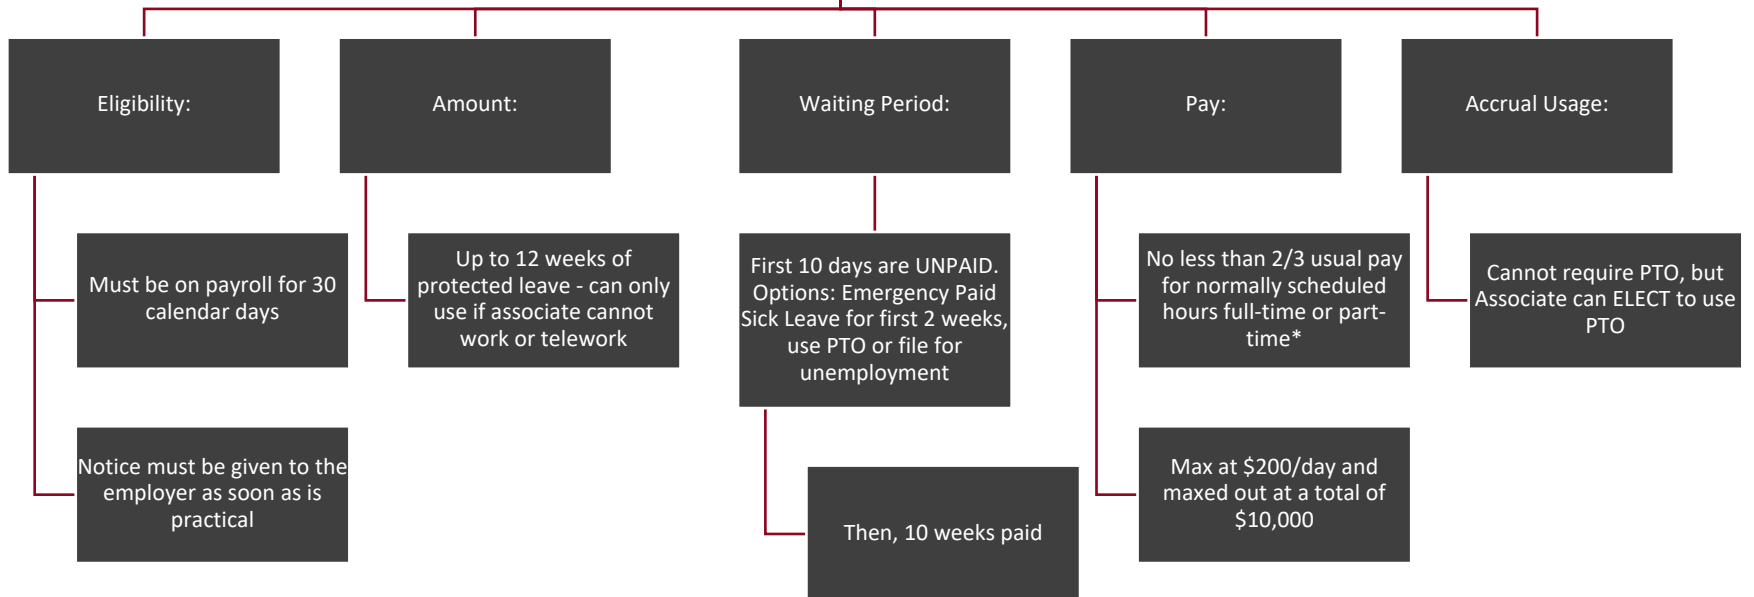 Eligibility:
Amount:
Waiting Period:
Pay:
Accrual Usage:
Must be on payroll for 30
calendar days
Notice must be given to the
employer as soon as is
practical
Up to 12 weeks of
protected leave - can only
use if associate cannot
work or telework
First 10 days are UNPAID.
Options: Emergency Paid
Sick Leave for first 2 weeks,
use PTO or file for
unemployment
Then, 10 weeks paid
No less than 2/3 usual pay
for normally scheduled
hours full-time or part-
time*
Max at $200/day and
maxed out at a total of
$10,000
Cannot require PTO, but
Associate can ELECT to use
PTO